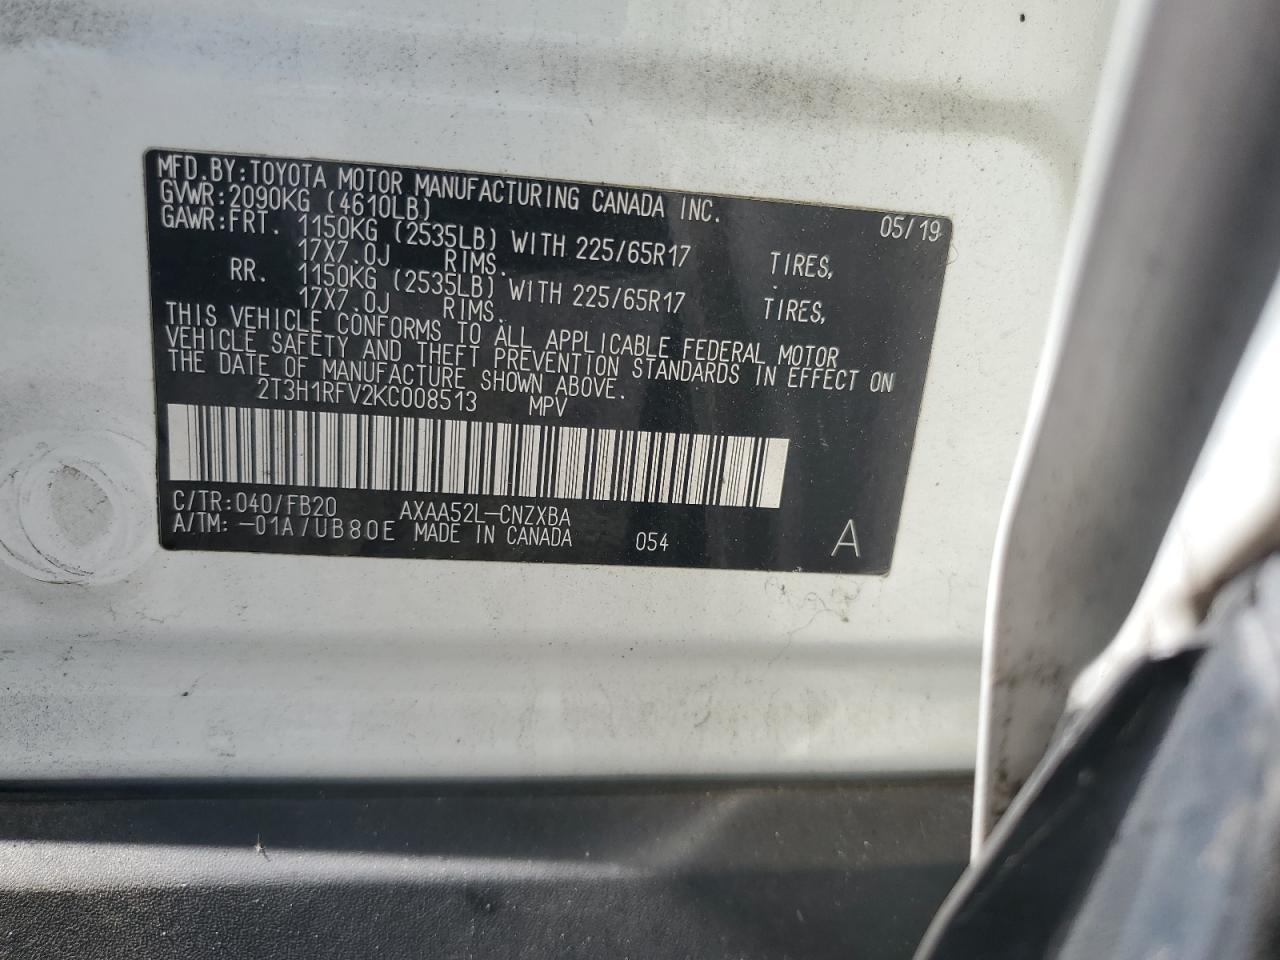 MFD.BY:TOYOTA MOTOR MANUFACTURING CANADA INC. 05/19
GVWR:2090KG (4610LB)
GAWR:FRT. 1150KG (2535LB) WITH 225/65R17 TIRES,
17X7.0J RIMS.
RR. 1150KG (2535LB) WITH 225/65R17 TIRES,
17X7.0J RIMS.
THIS VEHICLE CONFORMS TO ALL APPLICABLE FEDERAL MOTOR
VEHICLE SAFETY AND THEFT PREVENTION STANDARDS IN EFFECT ON
THE DATE OF MANUFACTURE SHOWN ABOVE.
2T3H1RFV2KC008513 MPV
C/TR:040/FB20 AXAA52L-CNZXBA
A/TM:-01A/UB80E MADE IN CANADA 054 A